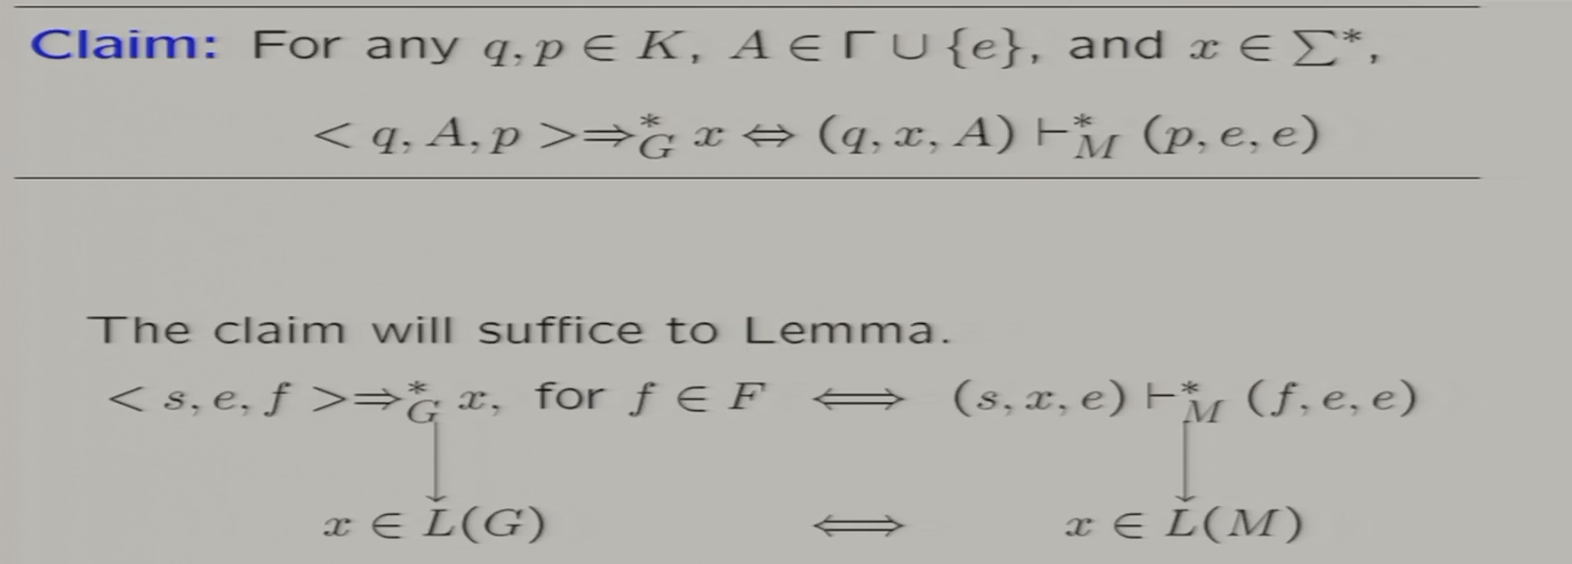 Claim: For any q, p ∈ K, A ∈ Γ ∪ {e}, and x ∈ Σ*,
< q, A, p >⇒*G x ⇔ (q, x, A) ⊢*M (p, e, e)
The claim will suffice to Lemma.
< s, e, f >⇒*G x, for f ∈ F ⟺ (s, x, e) ⊢*M (f, e, e)
x ∈ L(G) ⟺ x ∈ L(M)